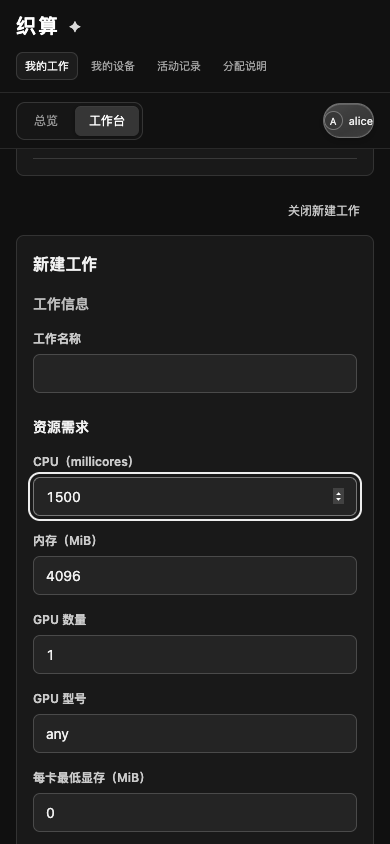 织算
我的工作 我的设备 活动记录 分配说明
总览 工作台 A alice
关闭新建工作
新建工作
工作信息
工作名称
资源需求
CPU（millicores）
1500
内存（MiB）
4096
GPU 数量
1
GPU 型号
any
每卡最低显存（MiB）
0